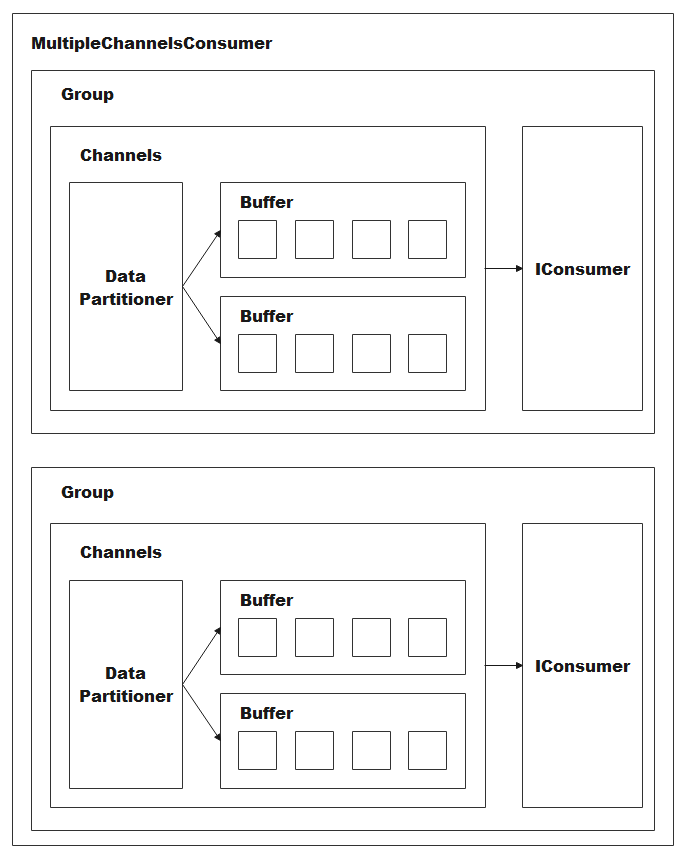 MultipleChannelsConsumer
Group
Channels
Data
Partitioner
Buffer
Buffer
IConsumer
Group
Channels
Data
Partitioner
Buffer
Buffer
IConsumer